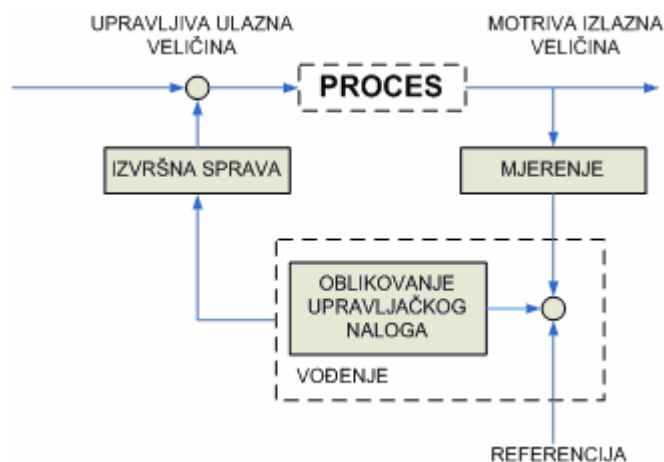 UPRAVLJIVA ULAZNA
VELIČINA
MOTRIVA IZLAZNA
VELIČINA
PROCES
IZVRŠNA SPRAVA
MJERENJE
OBLIKOVANJE
UPRAVLJAČKOG
NALOGA
VOĐENJE
REFERENCIJA